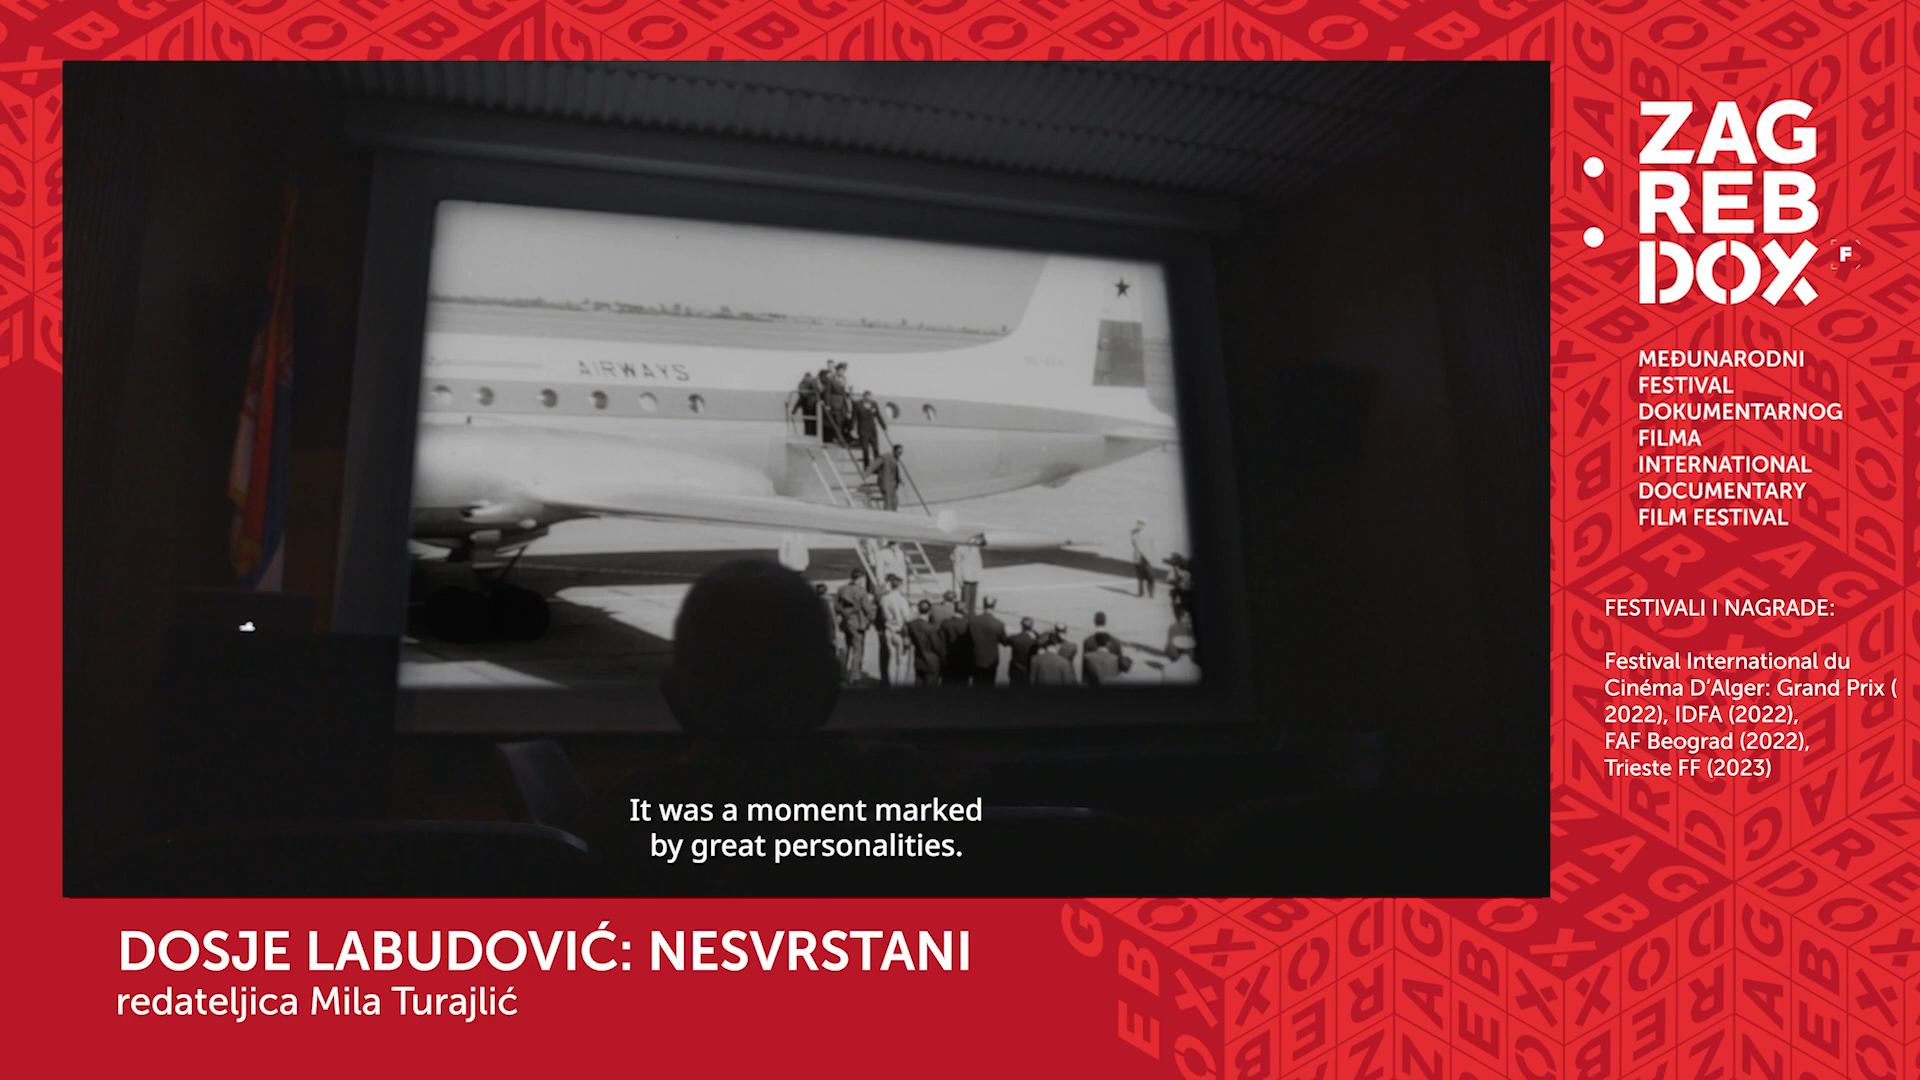 AIRWAYS
It was a moment marked
by great personalities.
ZAG
REB
DOX
F
MEĐUNARODNI
FESTIVAL
DOKUMENTARNOG
FILMA
INTERNATIONAL
DOCUMENTARY
FILM FESTIVAL
FESTIVALI I NAGRADE:
Festival International du
Cinéma D’Alger: Grand Prix (
2022), IDFA (2022),
FAF Beograd (2022),
Trieste FF (2023)
DOSJE LABUDOVIĆ: NESVRSTANI
redateljica Mila Turajlić